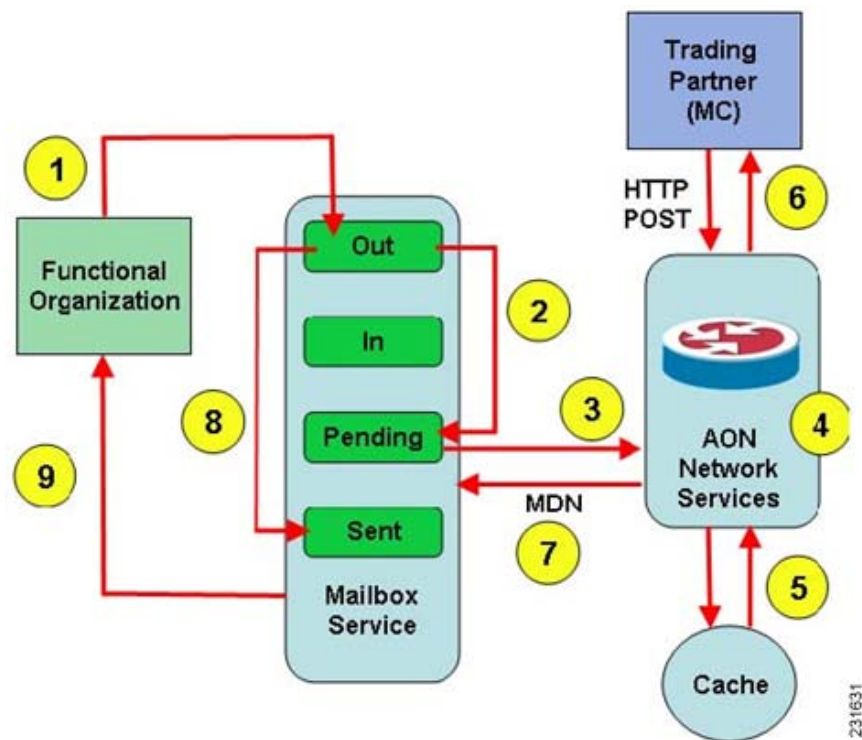 Trading
Partner
(MC)
1
HTTP
POST
6
Out
Functional
Organization
2
In
3
8
Pending
4
AON
Network
Services
9
MDN
Sent
7
5
Mailbox
Service
Cache
231631